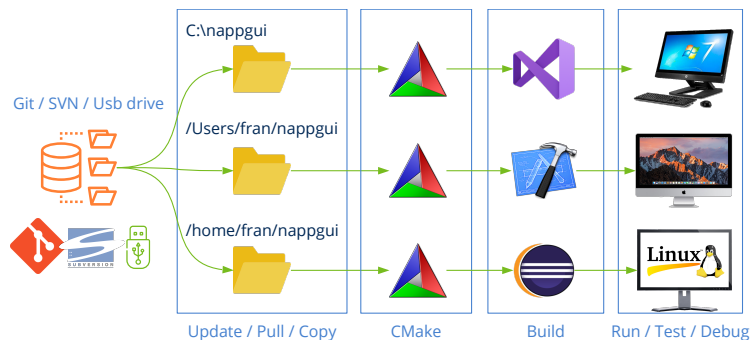 C:\nappgui
Git / SVN / Usb drive
/Users/fran/nappgui
/home/fran/nappgui
SUBVERSION
7
Linux
Update / Pull / Copy
CMake
Build
Run / Test / Debug